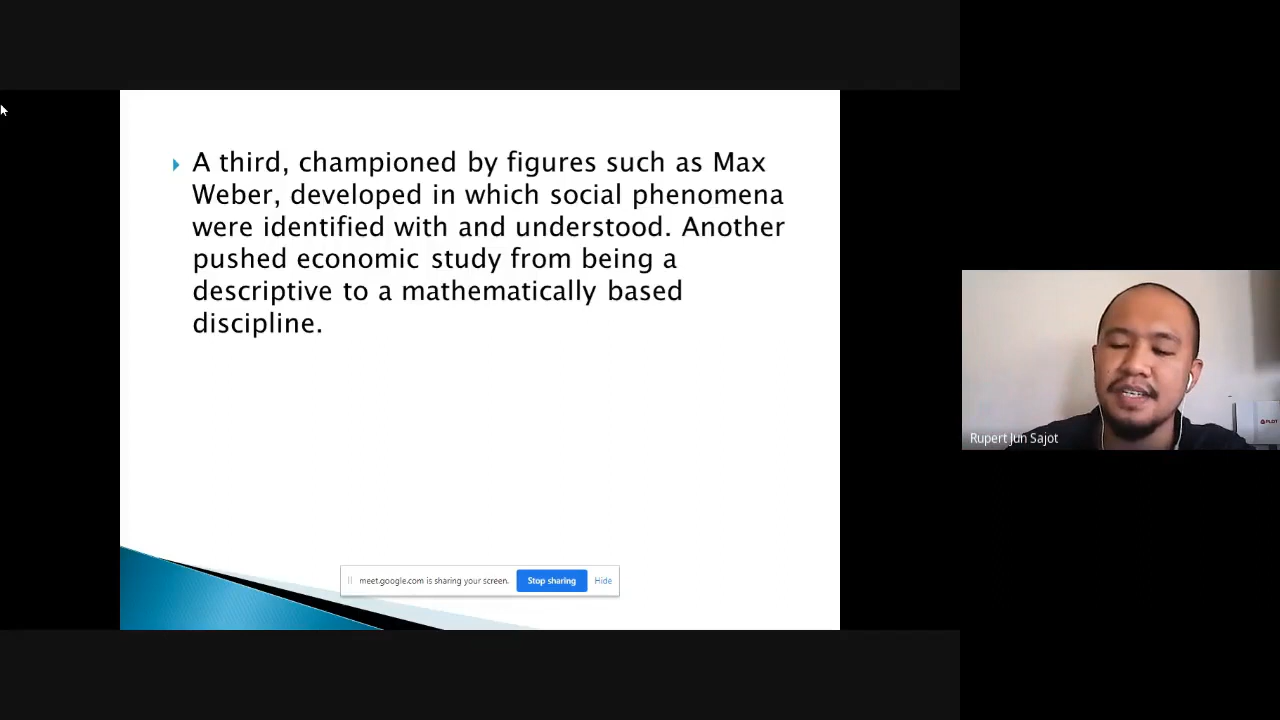 A third, championed by figures such as Max
Weber, developed in which social phenomena
were identified with and understood. Another
pushed economic study from being a
descriptive to a mathematically based
discipline.
meet.google.com is sharing your screen. Stop sharing Hide
Rupert Jun Sajot
PLDT